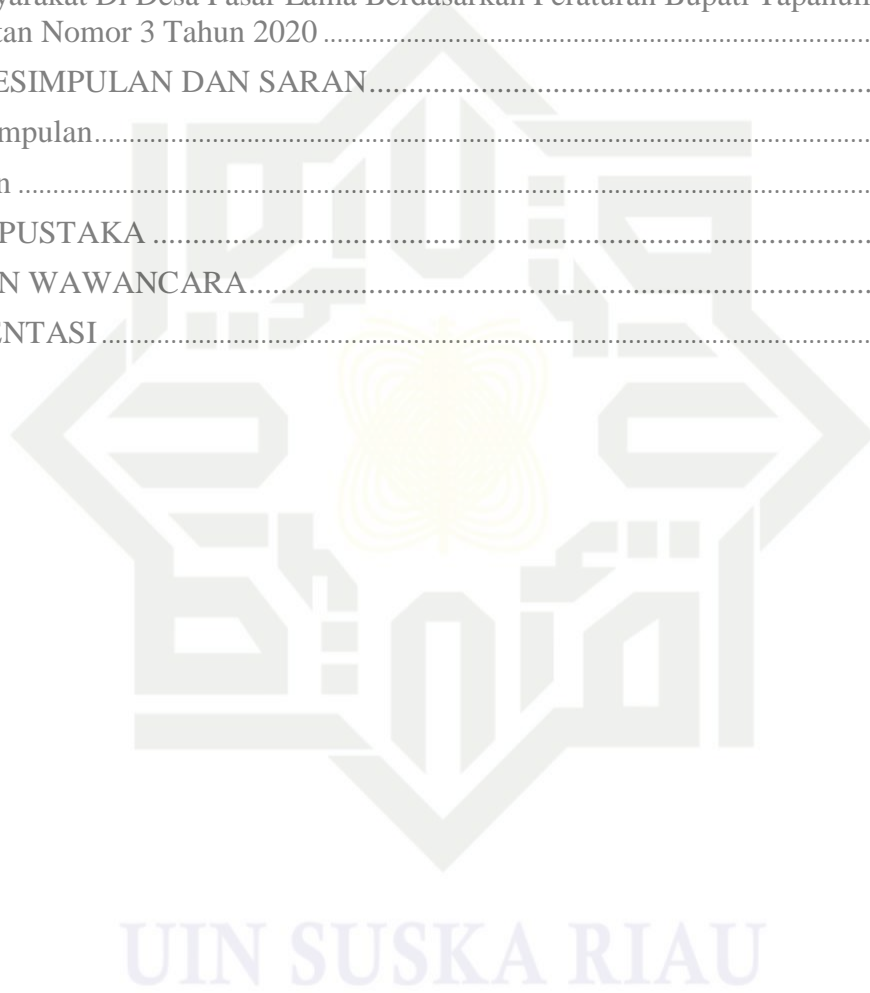 yarakat Di Desa Pasar Lama Berdasarkan Peraturan Bupati Tapanuli
tan Nomor 3 Tahun 2020 ........................................
ESIMPULAN DAN SARAN........................................
mpulan........................................
n ........................................
PUSTAKA ........................................
N WAWANCARA........................................
ENTASI ........................................
UIN SUSKA RIAU